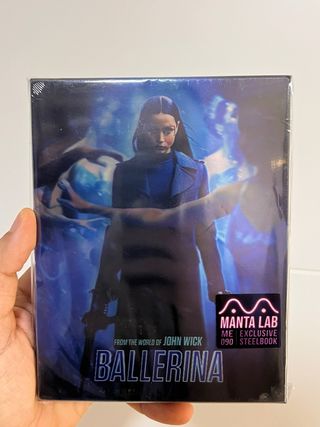 FROM THE WORLD OF JOHN WICK
BALLERINA
MANTA LAB
ME EXCLUSIVE
090 STEELBOOK